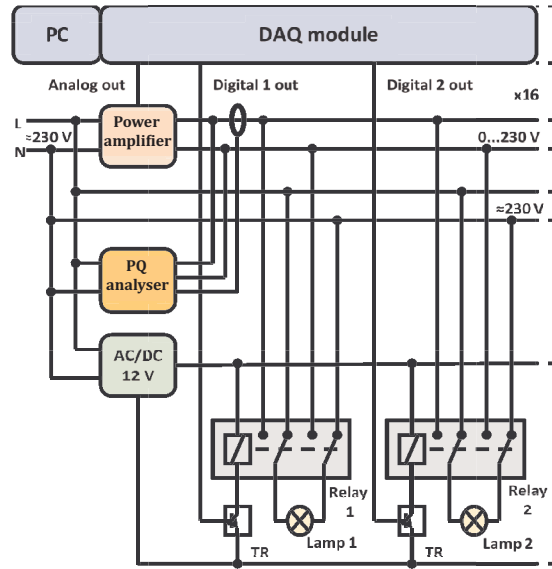 PC
DAQ module
Analog out
Digital 1 out
Digital 2 out
x16
L
≈230 V
N
Power
amplifier
0...230 V
≈230 V
PQ
analyser
AC/DC
12 V
Relay
1
Relay
2
Lamp 1
Lamp 2
TR
TR